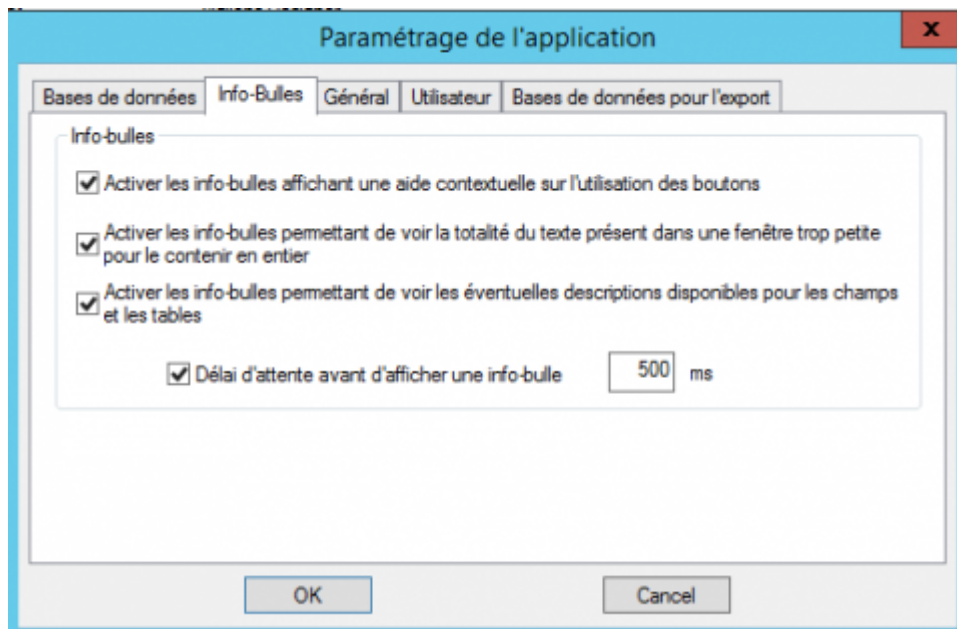 Paramétrage de l'application
x
Bases de données Info-Bulles Général Utilisateur Bases de données pour l'export
Info-bulles
Activer les info-bulles affichant une aide contextuelle sur l'utilisation des boutons
Activer les info-bulles permettant de voir la totalité du texte présent dans une fenêtre trop petite
pour le contenir en entier
Activer les info-bulles permettant de voir les éventuelles descriptions disponibles pour les champs
et les tables
Délai d'attente avant d'afficher une info-bulle 500 ms
OK Cancel